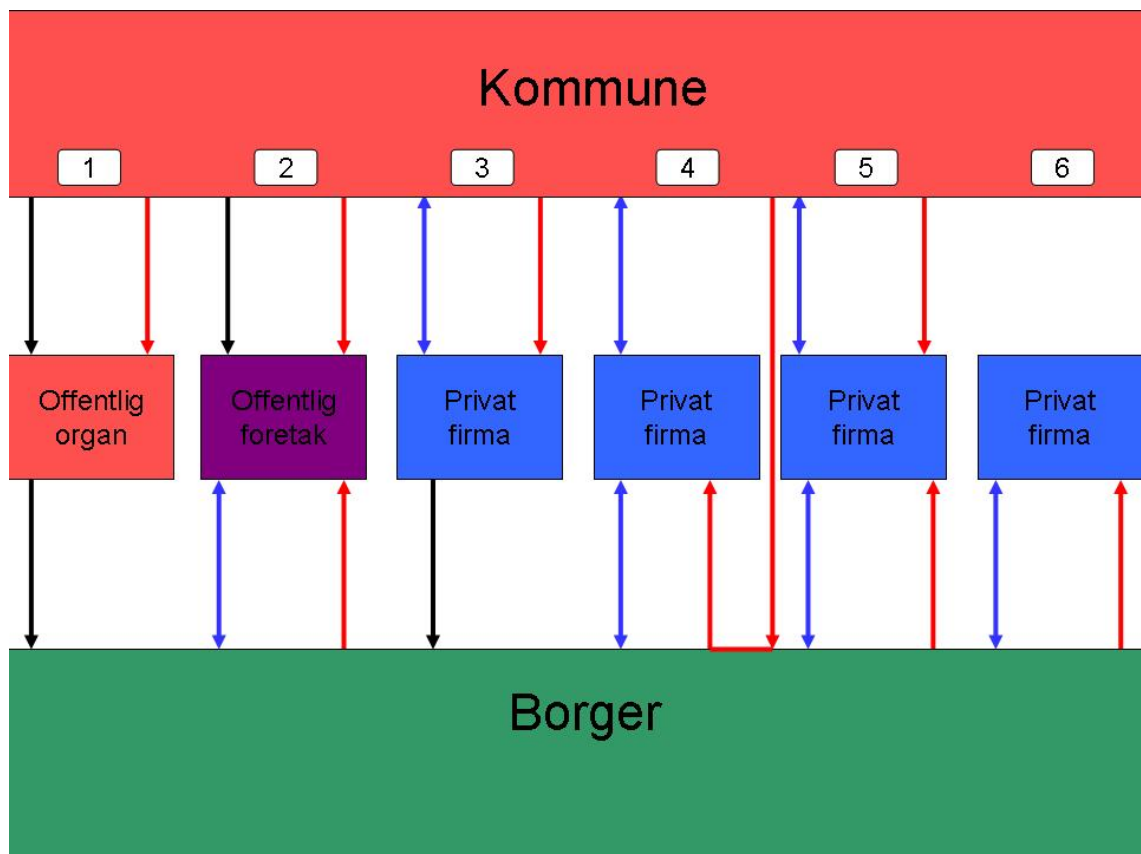 Kommune
1 2 3 4 5 6
Offentlig
organ
Offentlig
foretak
Privat
firma
Privat
firma
Privat
firma
Privat
firma
Borger